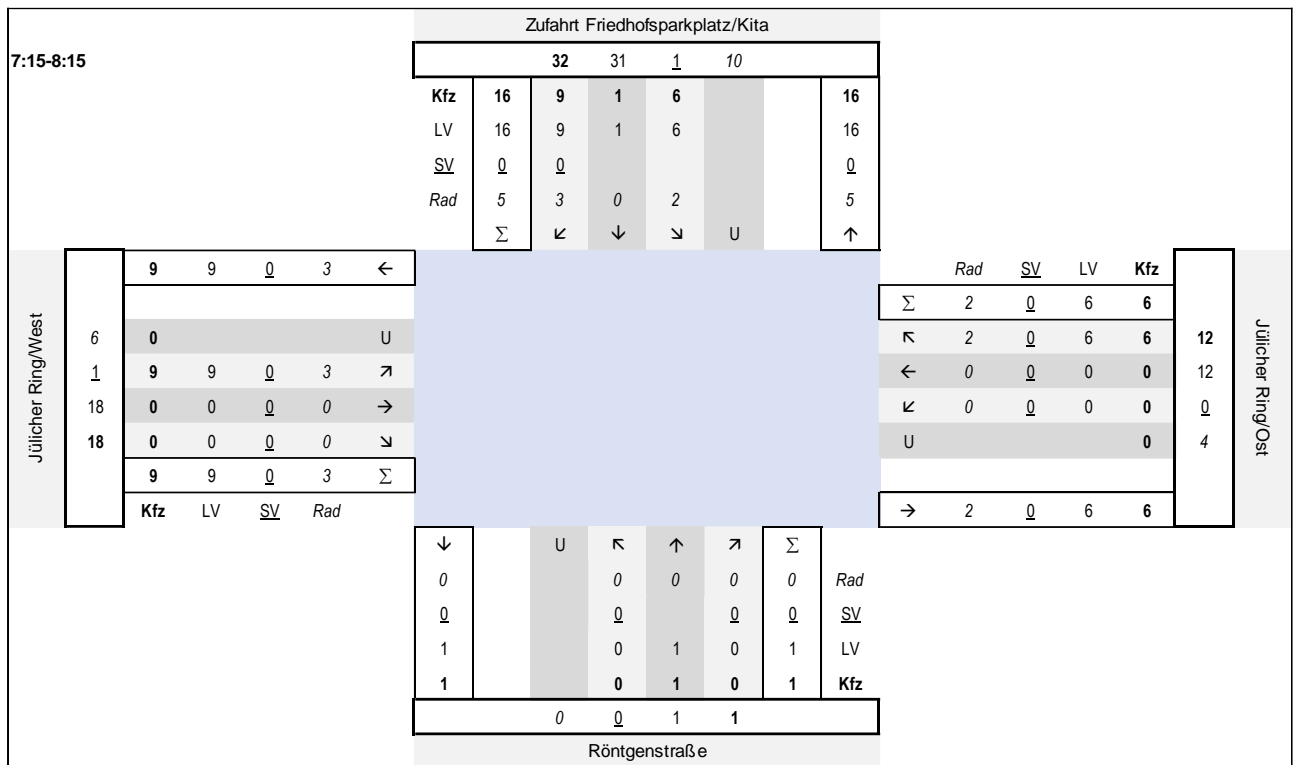 Zufahrt Friedhofsparkplatz/Kita
7:15-8:15
32 31 1 10
Kfz 16 9 1 6 16
LV 16 9 1 6 16
SV 0 0 0
Rad 5 3 0 2 5
Σ ↙ ↓ ↘ U ↑
Jülicher Ring/West
6
1
18
18
9 9 0 3 ←
0 U
9 9 0 3 ↗
0 0 0 0 →
0 0 0 0 ↘
9 9 0 3 Σ
Kfz LV SV Rad
Rad SV LV Kfz
Σ 2 0 6 6
↖ 2 0 6 6
← 0 0 0 0
↙ 0 0 0 0
U 0
→ 2 0 6 6
12
12
0
4
Jülicher Ring/Ost
↓ U ↖ ↑ ↗ Σ
0 0 0 0 0 Rad
0 0 0 0 SV
1 0 1 0 1 LV
1 0 1 0 1 Kfz
0 0 1 1
Röntgenstraße